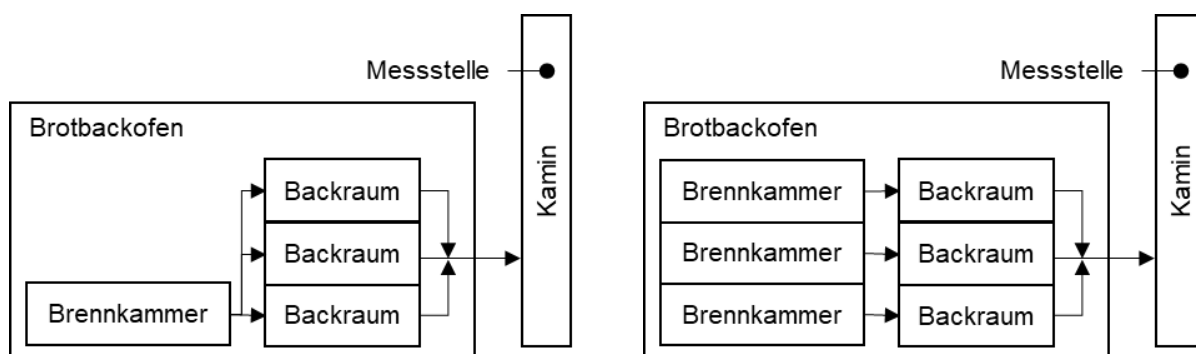 Messstelle
Brotbackofen
Backraum
Backraum
Brennkammer
Backraum
Kamin
Messstelle
Brotbackofen
Brennkammer
Backraum
Brennkammer
Backraum
Brennkammer
Backraum
Kamin